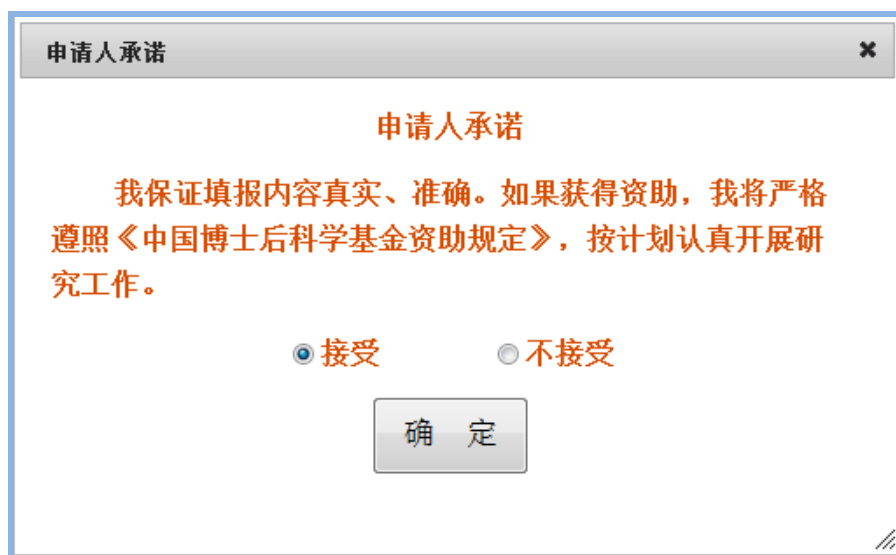 申请人承诺
申请人承诺
我保证填报内容真实、准确。如果获得资助，我将严格
遵照《中国博士后科学基金资助规定》，按计划认真开展研
究工作。
接受 不接受
确 定